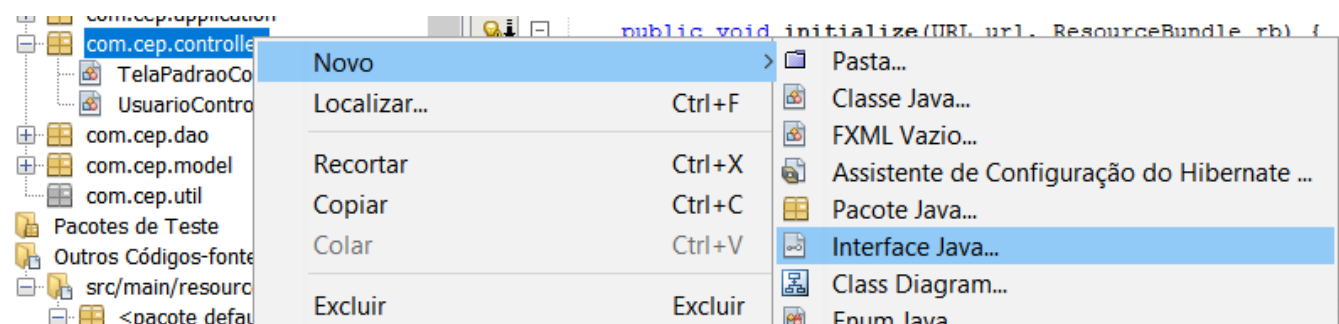 com.cep.application
public void initialize(URL url, ResourceBundle rb) {
com.cep.controlle
TelaPadraoCo
UsuarioContro
com.cep.dao
com.cep.model
com.cep.util
Pacotes de Teste
Outros Códigos-fonte
src/main/resourc
<pacote defau
Novo
Localizar... Ctrl+F
Recortar Ctrl+X
Copiar Ctrl+C
Colar Ctrl+V
Excluir Excluir
Pasta...
Classe Java...
FXML Vazio...
Assistente de Configuração do Hibernate ...
Pacote Java...
Interface Java...
Class Diagram...
Enum Java